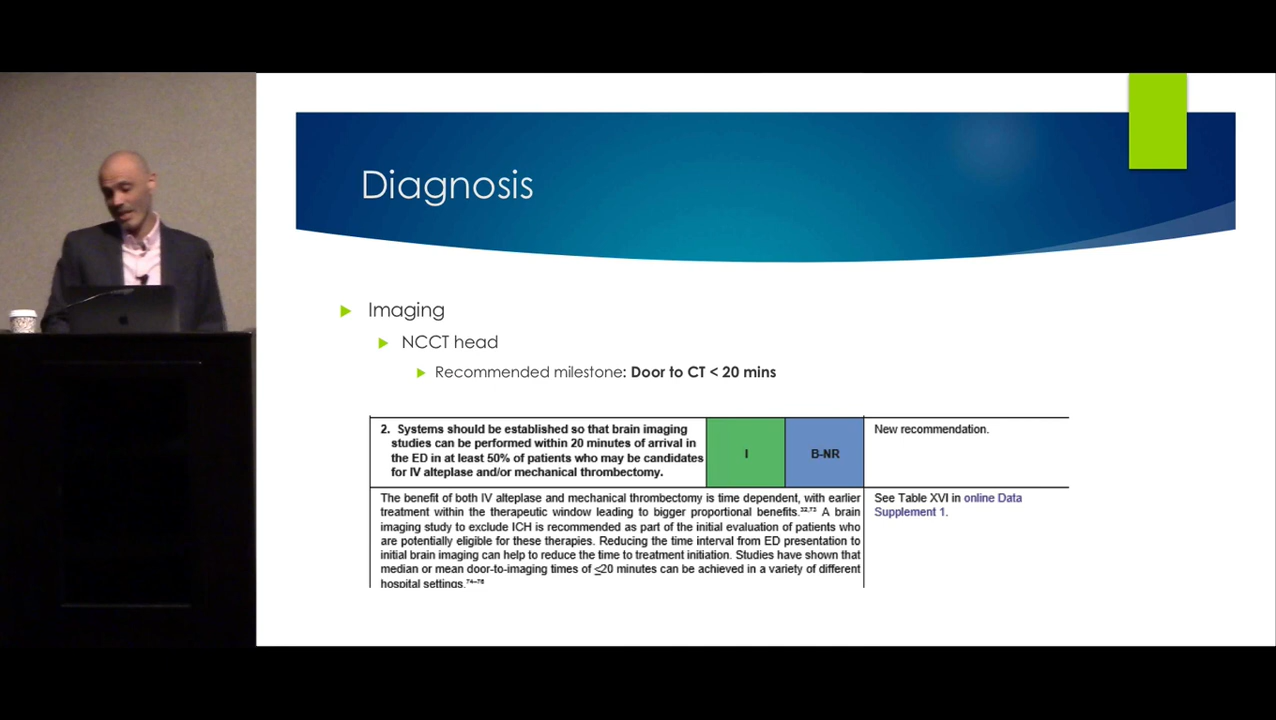 Diagnosis
Imaging
NCCT head
Recommended milestone: Door to CT < 20 mins
2. Systems should be established so that brain imaging
studies can be performed within 20 minutes of arrival in
the ED in at least 50% of patients who may be candidates
for IV alteplase and/or mechanical thrombectomy.
I
B-NR
New recommendation.
The benefit of both IV alteplase and mechanical thrombectomy is time dependent, with earlier
treatment within the therapeutic window leading to bigger proportional benefits.³²,⁷³ A brain
imaging study to exclude ICH is recommended as part of the initial evaluation of patients who
are potentially eligible for these therapies. Reducing the time interval from ED presentation to
initial brain imaging can help to reduce the time to treatment initiation. Studies have shown that
median or mean door-to-imaging times of ≤20 minutes can be achieved in a variety of different
hospital settings.⁷⁴⁻⁷⁸
See Table XVI in online Data
Supplement 1.